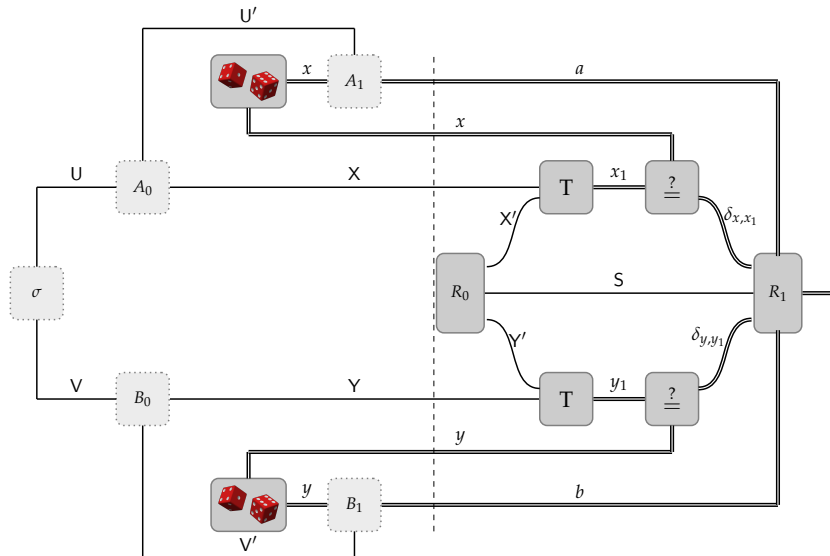 U′
x
A₁
a
x
U
A₀
X
T
x₁
?
=
X′
δx,x₁
σ
R₀
S
R₁
Y′
δy,y₁
V
B₀
Y
T
y₁
?
=
y
y
B₁
b
V′